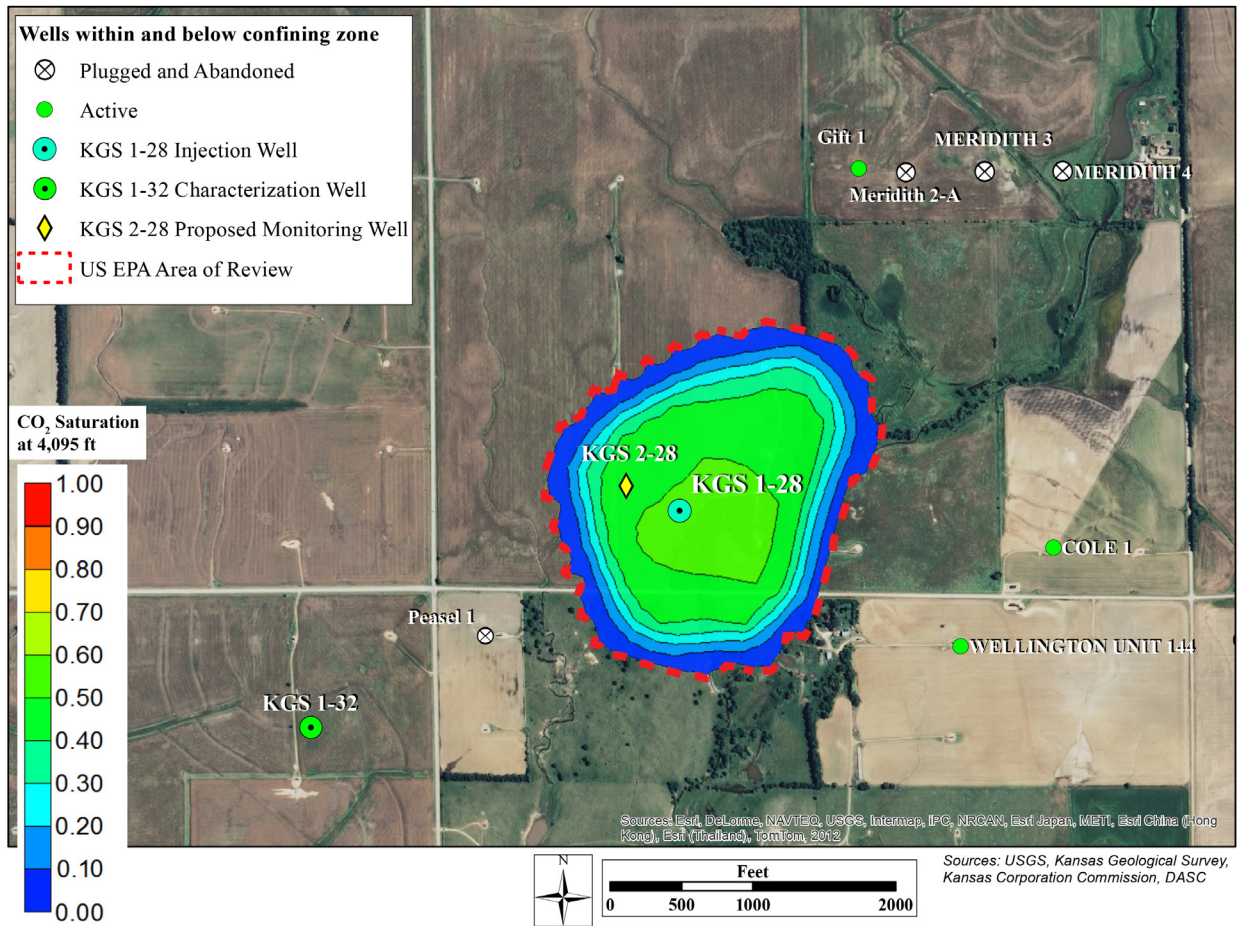 Wells within and below confining zone
Plugged and Abandoned
Active
KGS 1-28 Injection Well
KGS 1-32 Characterization Well
KGS 2-28 Proposed Monitoring Well
US EPA Area of Review
Gift 1
MERIDITH 3
Meridith 2-A
MERIDITH 4
CO2 Saturation
at 4,095 ft
1.00
0.90
0.80
0.70
0.60
0.50
0.40
0.30
0.20
0.10
0.00
KGS 2-28
KGS 1-28
COLE 1
Peasel 1
WELLINGTON UNIT 144
KGS 1-32
Sources: Esri, DeLorme, NAVTEQ, USGS, Intermap, iPC, NRCAN, Esri Japan, METI, Esri China (Hong
Kong), Esri (Thailand), TomTom, 2012
N
Feet
0 500 1000 2000
Sources: USGS, Kansas Geological Survey,
Kansas Corporation Commission, DASC